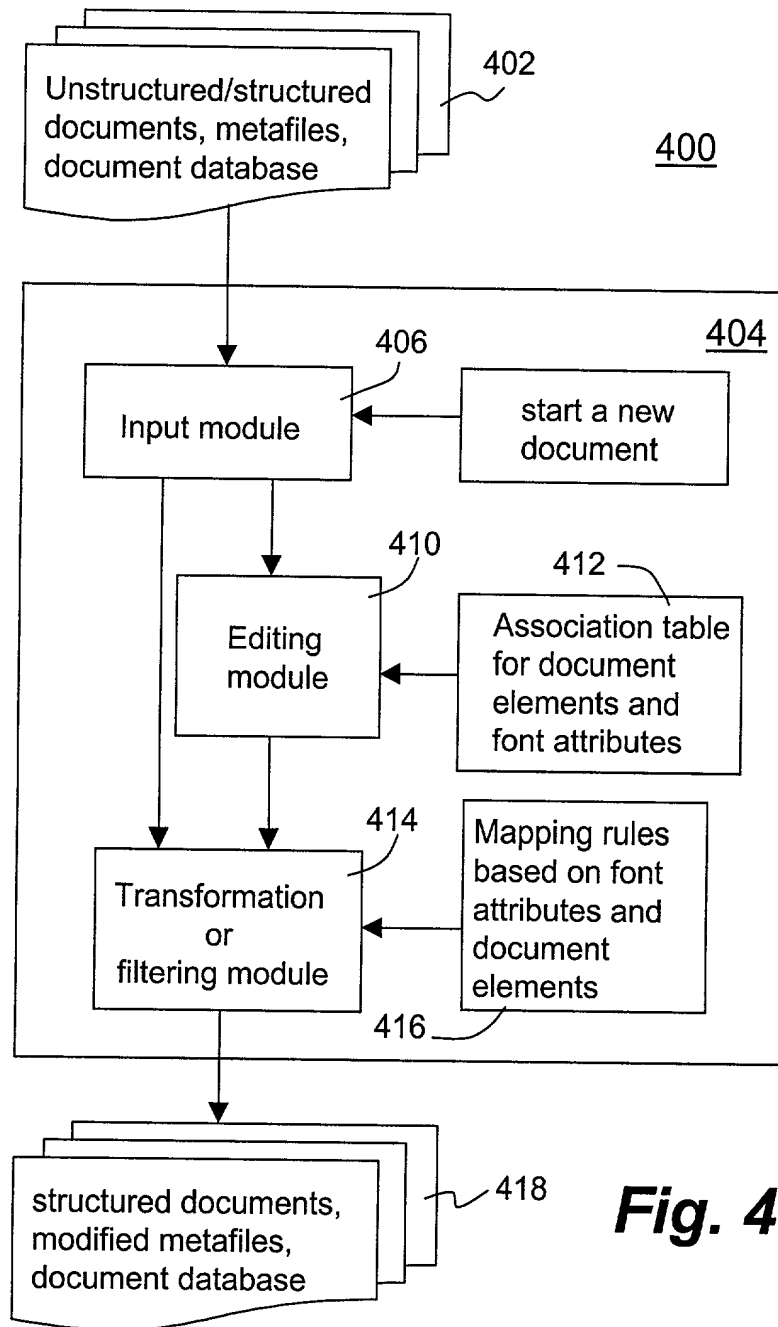 402
Unstructured/structured
documents, metafiles,
document database
400
404
406
Input module
start a new
document
410
412
Editing
module
Association table
for document
elements and
font attributes
414
Transformation
or
filtering module
Mapping rules
based on font
attributes and
document
elements
416
418
structured documents,
modified metafiles,
document database
Fig. 4